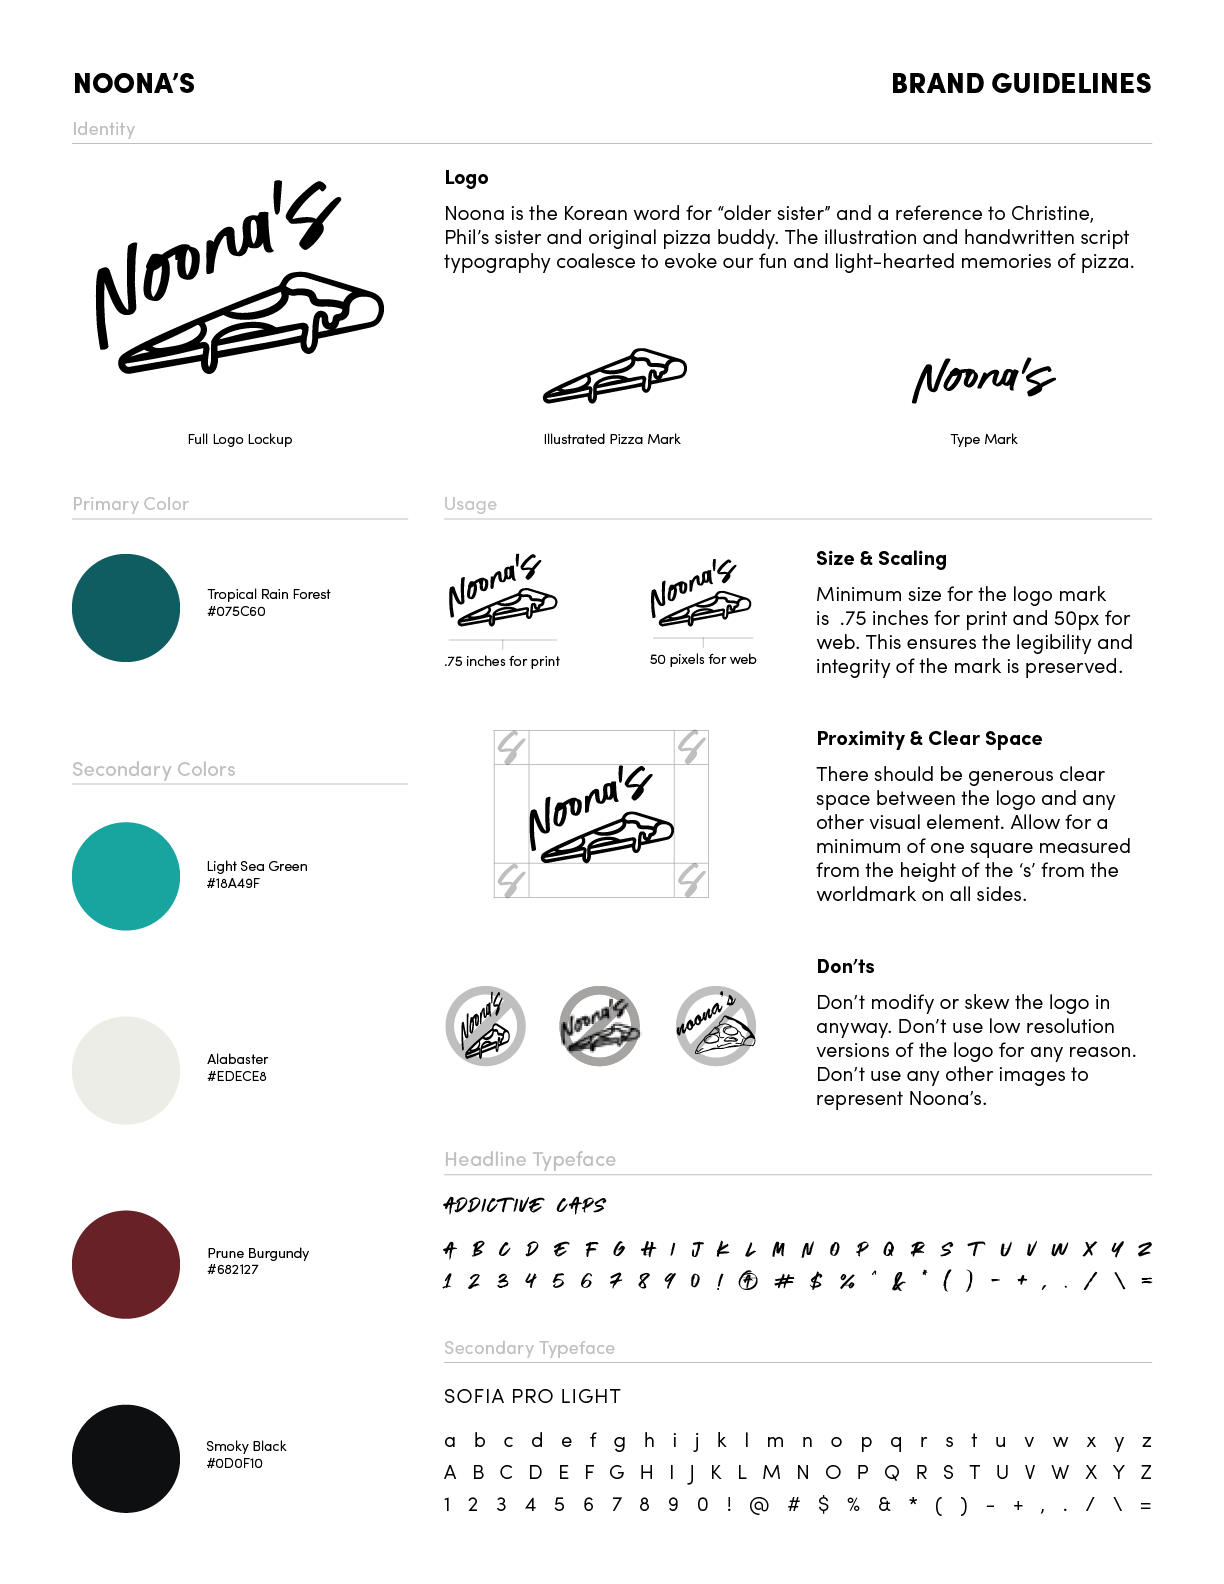 NOONA'S
BRAND GUIDELINES
Identity
Noona's
Full Logo Lockup
Logo
Noona is the Korean word for “older sister” and a reference to Christine,
Phil's sister and original pizza buddy. The illustration and handwritten script
typography coalesce to evoke our fun and light-hearted memories of pizza.
Illustrated Pizza Mark
Noona's
Type Mark
Primary Color
Tropical Rain Forest
#075C60
Secondary Colors
Light Sea Green
#18A49F
Alabaster
#EDECE8
Prune Burgundy
#682127
Smoky Black
#0D0F10
Usage
Noona's
.75 inches for print
Noona's
50 pixels for web
Size & Scaling
Minimum size for the logo mark
is  .75 inches for print and 50px for
web. This ensures the legibility and
integrity of the mark is preserved.
S S
Noona's
S S
Proximity & Clear Space
There should be generous clear
space between the logo and any
other visual element. Allow for a
minimum of one square measured
from the height of the ‘s’ from the
worldmark on all sides.
Noona's
Noona's
noona's
Don'ts
Don't modify or skew the logo in
anyway. Don't use low resolution
versions of the logo for any reason.
Don't use any other images to
represent Noona's.
Headline Typeface
ADDICTIVE CAPS
A B C D E F G H I J K L M N O P Q R S T U V W X Y Z
1 2 3 4 5 6 7 8 9 0 ! @ # $ % ^ & * ( ) - + , . / \ =
Secondary Typeface
SOFIA PRO LIGHT
a b c d e f g h i j k l m n o p q r s t u v w x y z
A B C D E F G H I J K L M N O P Q R S T U V W X Y Z
1 2 3 4 5 6 7 8 9 0 ! @ # $ % & * ( ) - + , . / \ =